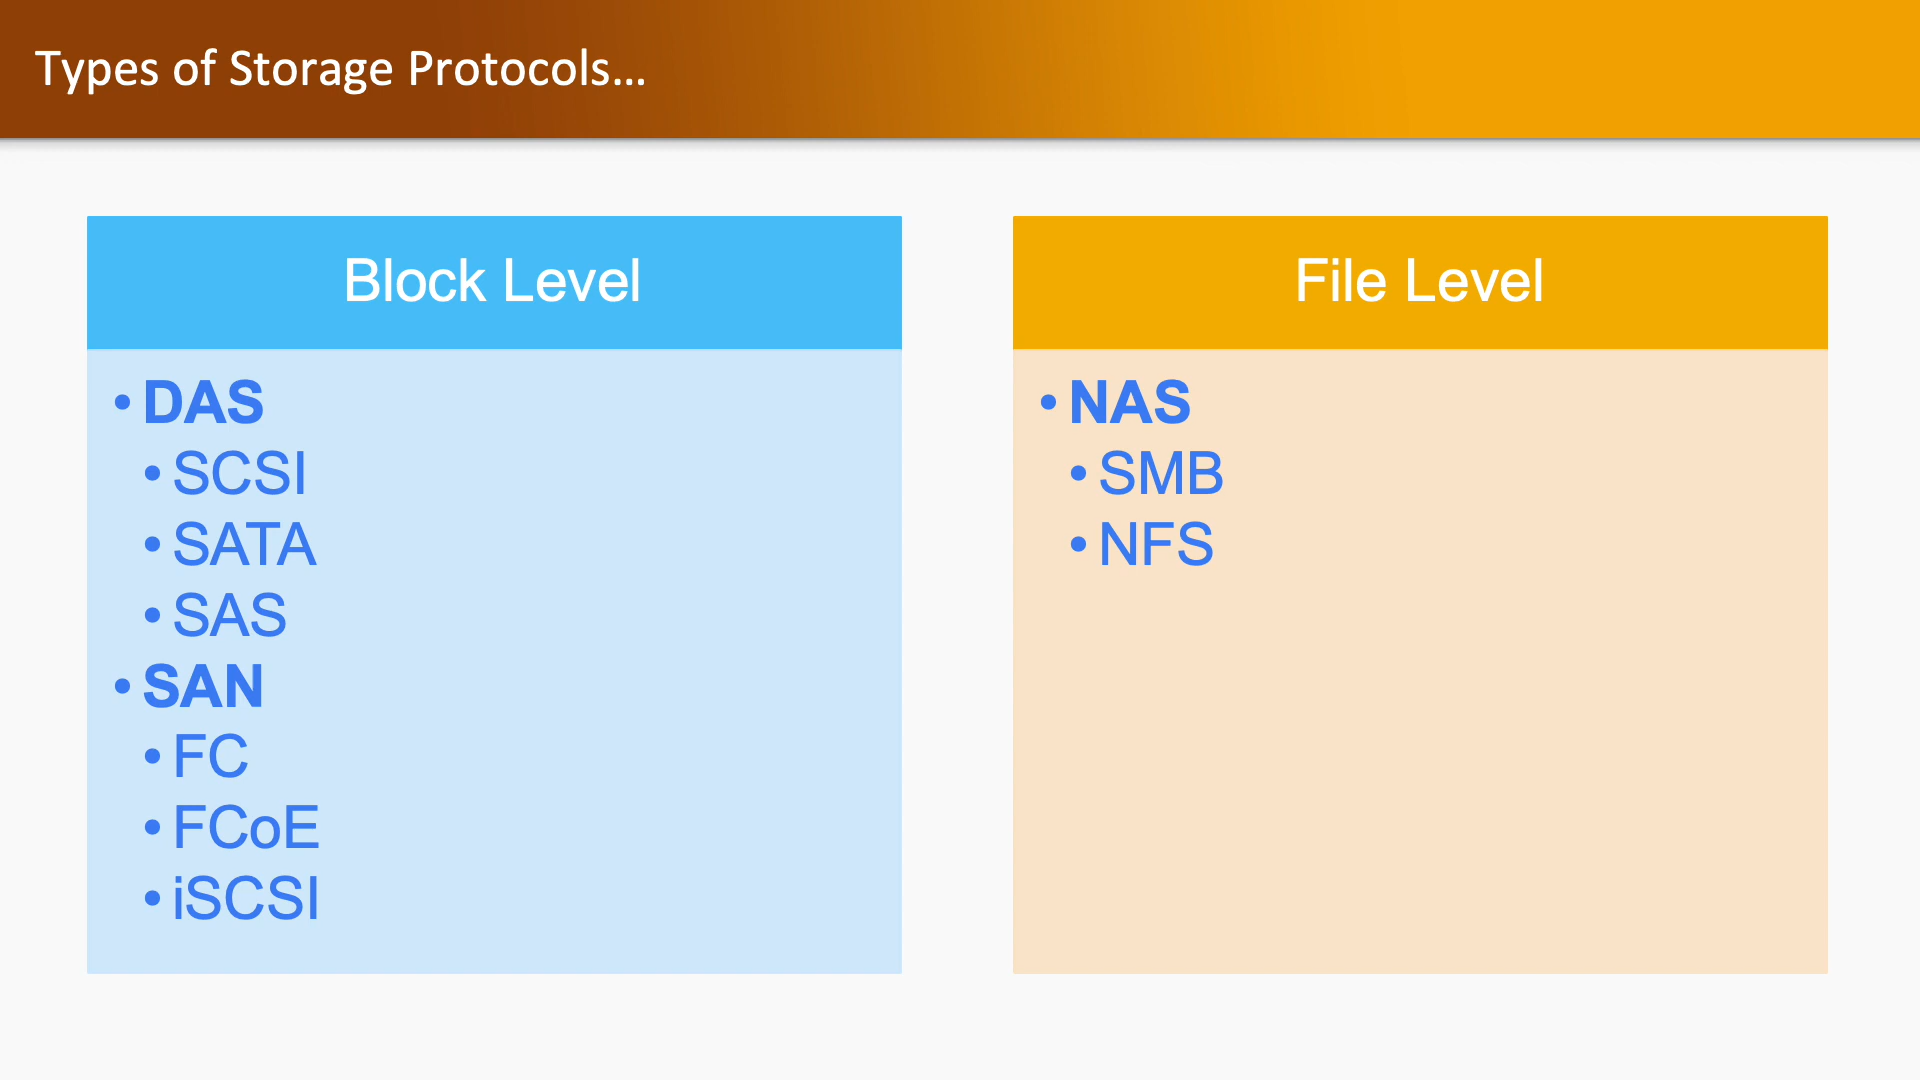 Types of Storage Protocols...
Block Level
• DAS
• SCSI
• SATA
• SAS
• SAN
• FC
• FCoE
• iSCSI
File Level
• NAS
• SMB
• NFS